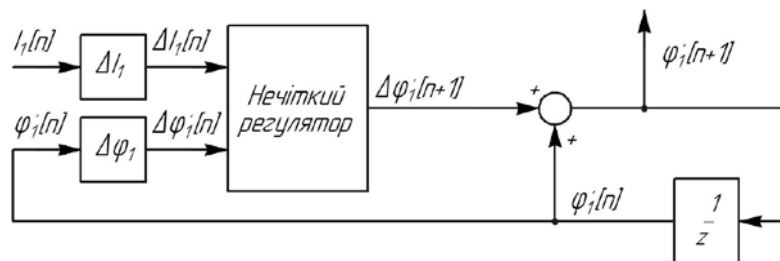 I₁[n]
ΔI₁
ΔI₁[n]
φ₁*[n]
Δφ₁
Δφ₁*[n]
Нечіткий
регулятор
Δφ₁*[n+1]
+
+
φ₁*[n+1]
φ₁*[n]
1
z